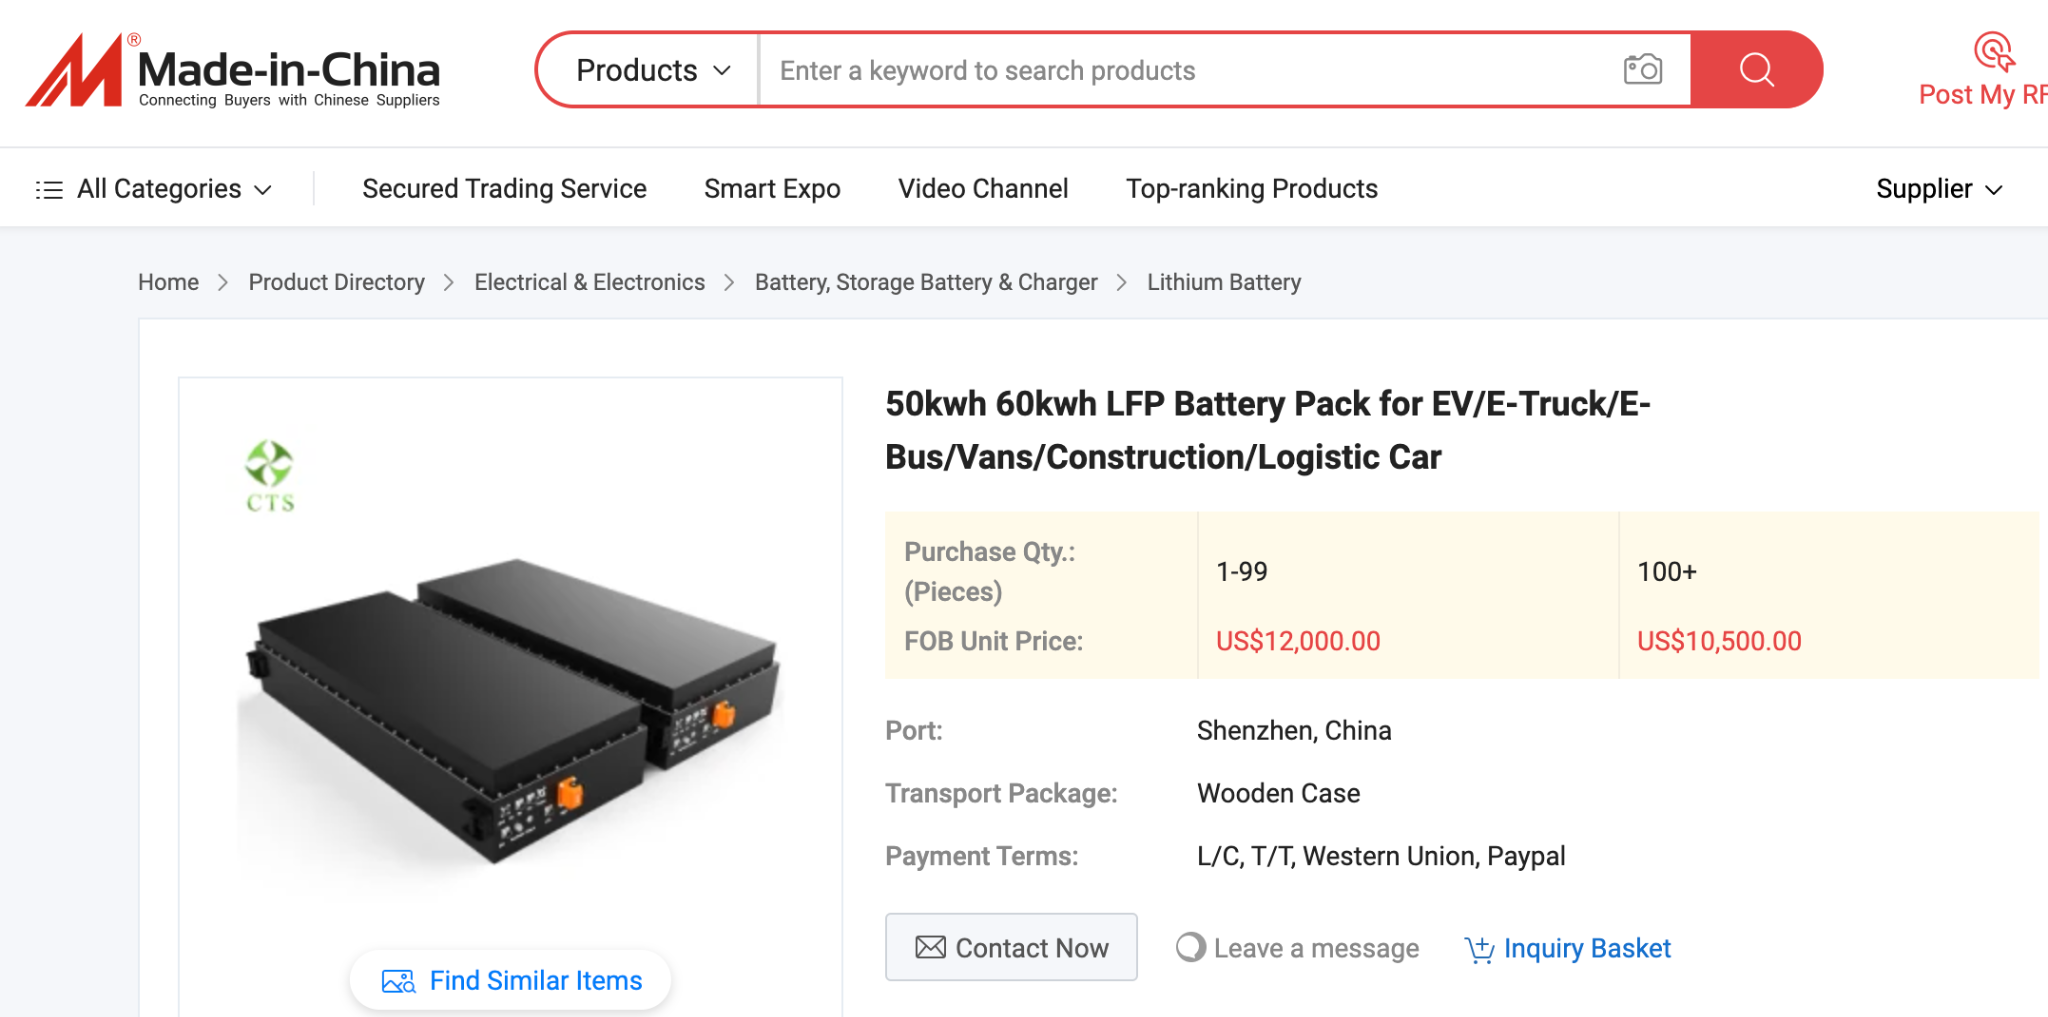 Made-in-China®
Connecting Buyers with Chinese Suppliers
Products
Enter a keyword to search products
Post My RF
All Categories
Secured Trading Service
Smart Expo
Video Channel
Top-ranking Products
Supplier
Home > Product Directory > Electrical & Electronics > Battery, Storage Battery & Charger > Lithium Battery
CTS
50kwh 60kwh LFP Battery Pack for EV/E-Truck/E-
Bus/Vans/Construction/Logistic Car
Purchase Qty.:
(Pieces)
1-99
100+
FOB Unit Price:
US$12,000.00
US$10,500.00
Port:
Shenzhen, China
Transport Package:
Wooden Case
Payment Terms:
L/C, T/T, Western Union, Paypal
Contact Now
Leave a message
Inquiry Basket
Find Similar Items